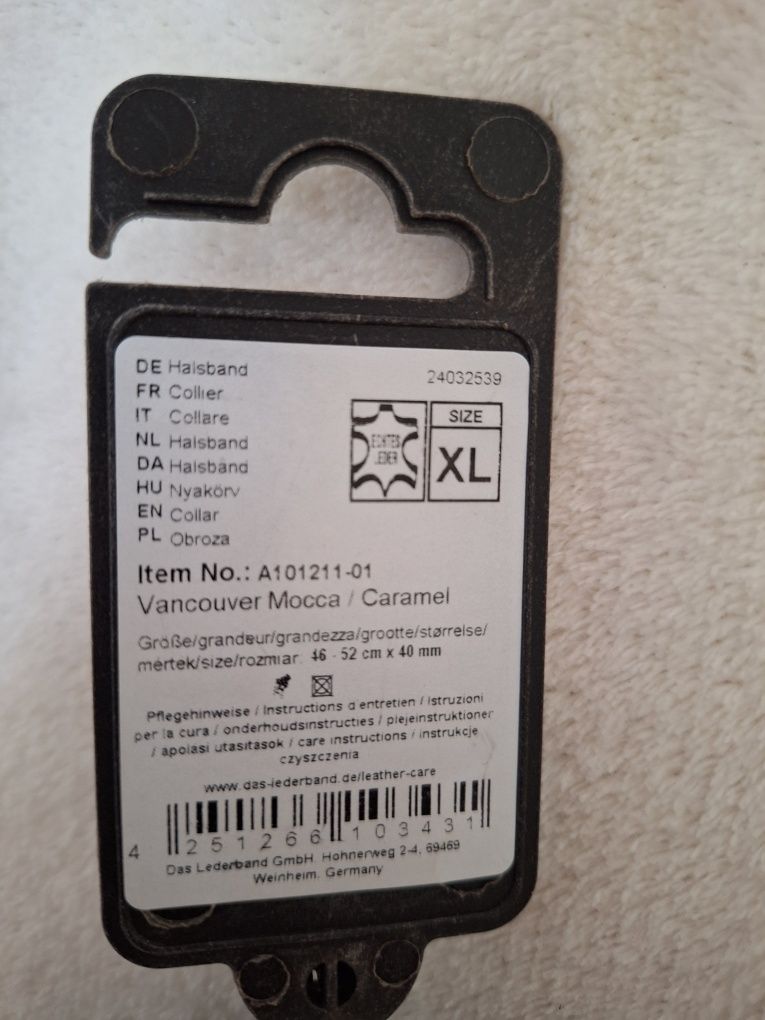 DE Halsband
24032539
FR Collier
IT Collare
NL Halsband
DA Halsband
HU Nyakörv
EN Collar
PL Obroza
ECHTES
LEDER
SIZE
XL
Item No.: A101211-01
Vancouver Mocca / Caramel
Größe/grandeur/grandezza/grootte/størrelse/
mértek/size/rozmiar: 46 - 52 cm x 40 mm
Pflegehinweise / Instructions d entretien / Istruzioni
per la cura / onderhoudsinstructies / plejeinstruktioner
/ apolasi utasitasok / care instructions / instrukcje
czyszczenia
www.das-lederband.de/leather-care
4 251266 103431
Das Lederband GmbH, Hohnerweg 2-4, 69469
Weinheim, Germany